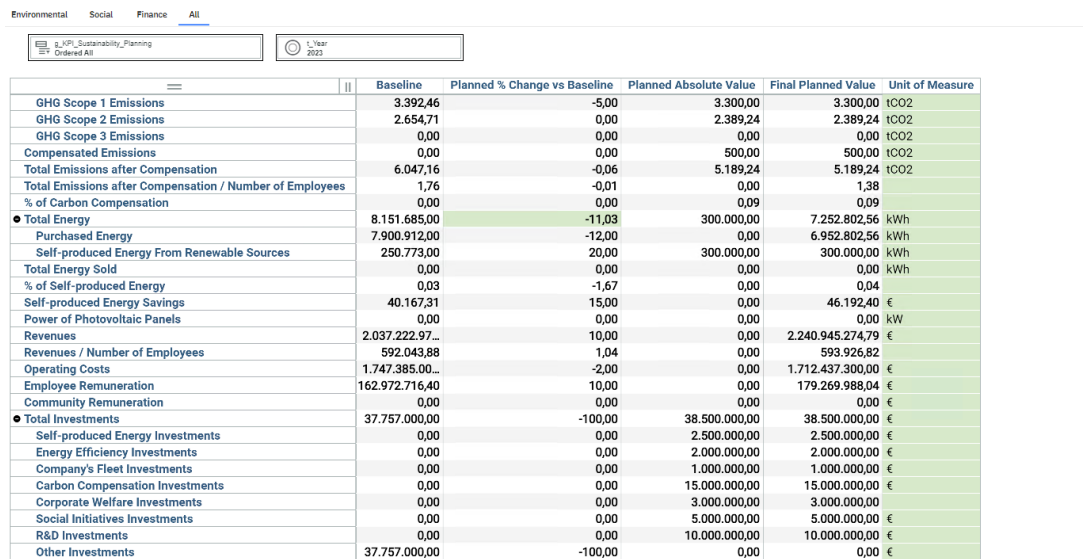 Environmental Social Finance All
g_KPI_Sustainability_Planning
Ordered All
t_Year
2023
Baseline Planned % Change vs Baseline Planned Absolute Value Final Planned Value Unit of Measure
GHG Scope 1 Emissions 3.392,46 -5,00 3.300,00 3.300,00 tCO2
GHG Scope 2 Emissions 2.654,71 0,00 2.389,24 2.389,24 tCO2
GHG Scope 3 Emissions 0,00 0,00 0,00 0,00 tCO2
Compensated Emissions 0,00 0,00 500,00 500,00 tCO2
Total Emissions after Compensation 6.047,16 -0,06 5.189,24 5.189,24 tCO2
Total Emissions after Compensation / Number of Employees 1,76 -0,01 0,00 1,38
% of Carbon Compensation 0,00 0,00 0,09 0,09
Total Energy 8.151.685,00 -11,03 300.000,00 7.252.802,56 kWh
Purchased Energy 7.900.912,00 -12,00 0,00 6.952.802,56 kWh
Self-produced Energy From Renewable Sources 250.773,00 20,00 300.000,00 300.000,00 kWh
Total Energy Sold 0,00 0,00 0,00 0,00 kWh
% of Self-produced Energy 0,03 -1,67 0,00 0,04
Self-produced Energy Savings 40.167,31 15,00 0,00 46.192,40 €
Power of Photovoltaic Panels 0,00 0,00 0,00 0,00 kW
Revenues 2.037.222.97... 10,00 0,00 2.240.945.274,79 €
Revenues / Number of Employees 592.043,88 1,04 0,00 593.926,82
Operating Costs 1.747.385.00... -2,00 0,00 1.712.437.300,00 €
Employee Remuneration 162.972.716,40 10,00 0,00 179.269.988,04 €
Community Remuneration 0,00 0,00 0,00 0,00 €
Total Investments 37.757.000,00 -100,00 38.500.000,00 38.500.000,00 €
Self-produced Energy Investments 0,00 0,00 2.500.000,00 2.500.000,00 €
Energy Efficiency Investments 0,00 0,00 2.000.000,00 2.000.000,00 €
Company's Fleet Investments 0,00 0,00 1.000.000,00 1.000.000,00 €
Carbon Compensation Investments 0,00 0,00 15.000.000,00 15.000.000,00 €
Corporate Welfare Investments 0,00 0,00 3.000.000,00 3.000.000,00
Social Initiatives Investments 0,00 0,00 5.000.000,00 5.000.000,00 €
R&D Investments 0,00 0,00 10.000.000,00 10.000.000,00 €
Other Investments 37.757.000,00 -100,00 0,00 0,00 €